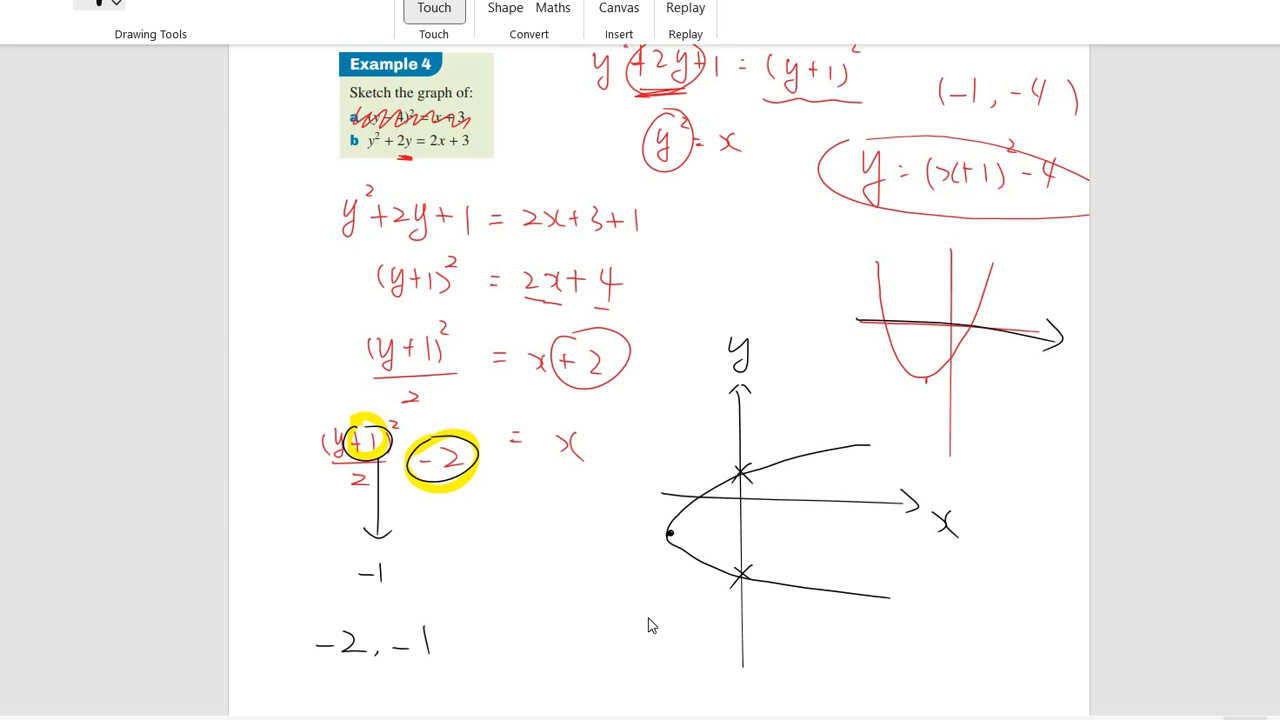 Touch Shape Maths Canvas Replay
Drawing Tools Touch Convert Insert Replay
Example 4
Sketch the graph of:
b y² + 2y = 2x + 3
y² + 2y + 1 = (y+1)²
(-1, -4)
y² = x
y = (x+1)² - 4
y² + 2y + 1 = 2x + 3 + 1
(y+1)² = 2x + 4
(y+1)²/2 = x + 2
(y+1)²/2 - 2 = x
-1
-2, -1
y
x